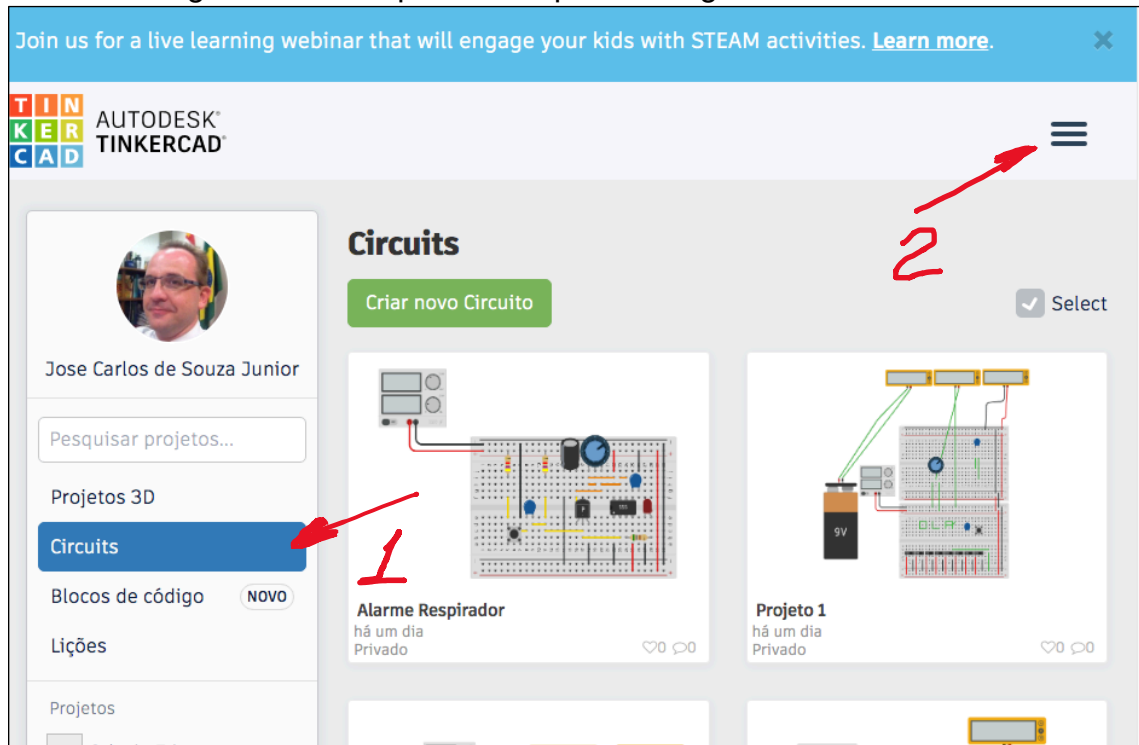 Join us for a live learning webinar that will engage your kids with STEAM activities. Learn more.
TIN
KER
CAD
AUTODESK®
TINKERCAD®
2
Circuits
Criar novo Circuito
Select
Jose Carlos de Souza Junior
Pesquisar projetos...
Projetos 3D
Circuits
1
Blocos de código NOVO
Lições
9V
OLA
Alarme Respirador
há um dia
Privado
0 0
Projeto 1
há um dia
Privado
0 0
Projetos